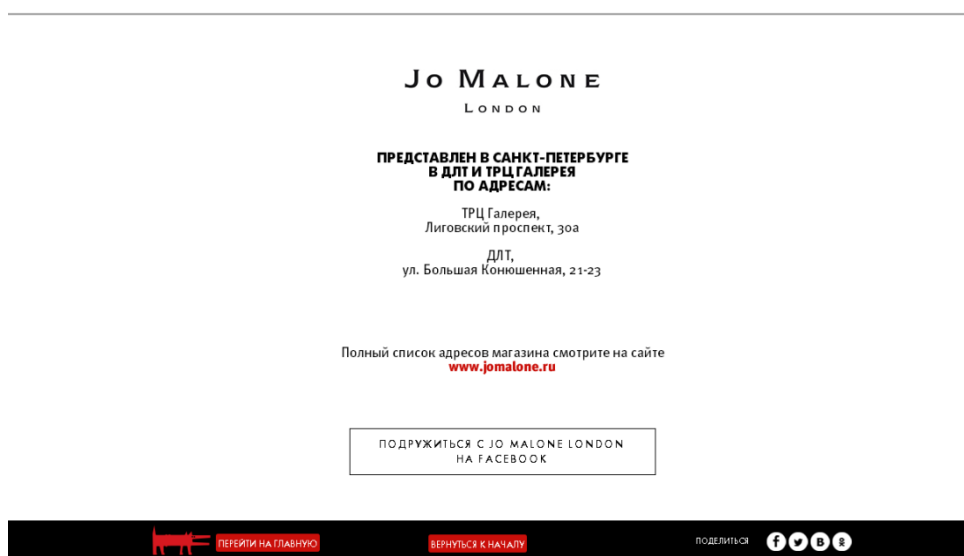 JO MALONE
LONDON
ПРЕДСТАВЛЕН В САНКТ-ПЕТЕРБУРГЕ
В ДЛТ И ТРЦ ГАЛЕРЕЯ
ПО АДРЕСАМ:
ТРЦ Галерея,
Лиговский проспект, 30а
ДЛТ,
ул. Большая Конюшенная, 21-23
Полный список адресов магазина смотрите на сайте
www.jomalone.ru
ПОДРУЖИТЬСЯ С JO MALONE LONDON
НА FACEBOOK
ПЕРЕЙТИ НА ГЛАВНУЮ
ВЕРНУТЬСЯ К НАЧАЛУ
ПОДЕЛИТЬСЯ